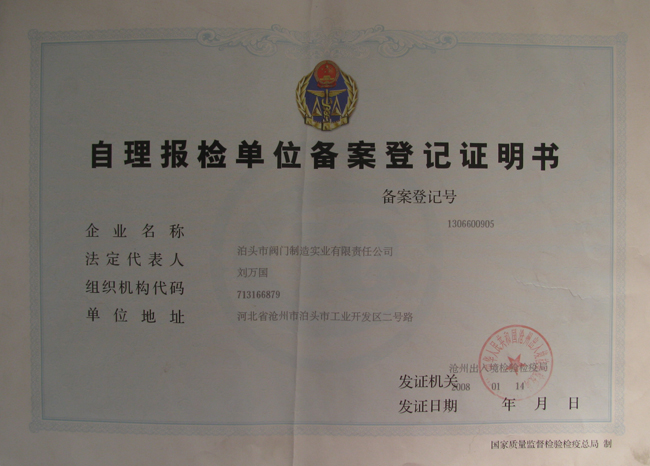 自理报检单位备案登记证明书
备案登记号
1306600905
企业名称
泊头市阀门制造实业有限责任公司
法定代表人
刘万国
组织机构代码
713166879
单位地址
河北省沧州市泊头市工业开发区二号路
沧州出入境检验检疫局
发证机关
2008 01 14
发证日期 年 月 日
国家质量监督检验检疫总局 制